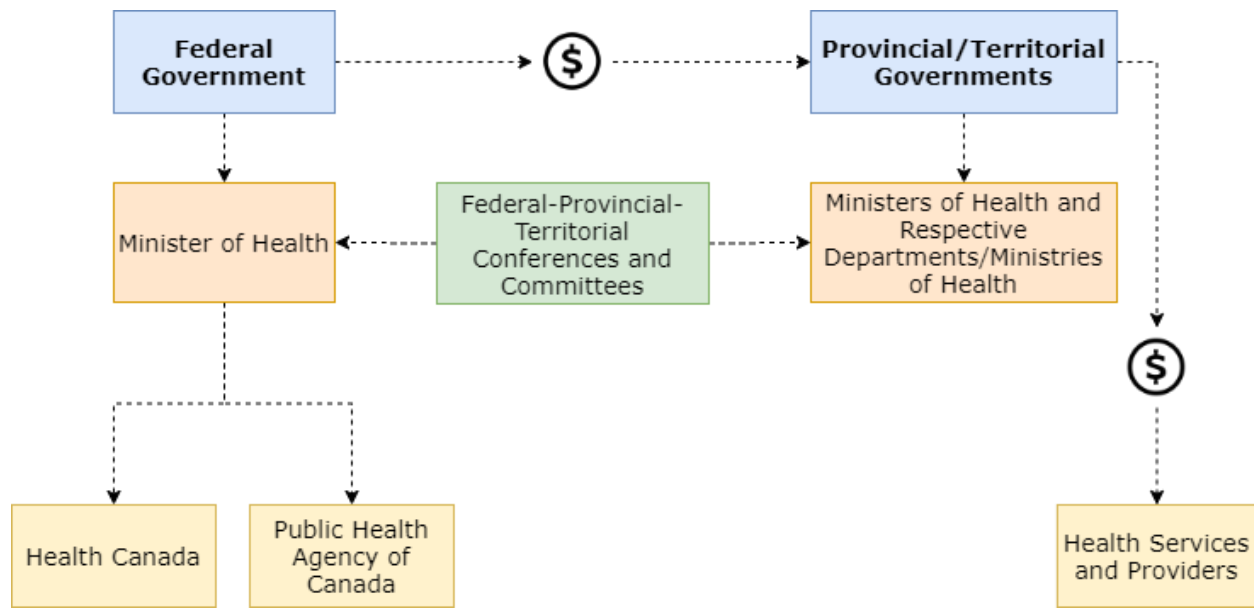 Federal
Government
$
Provincial/Territorial
Governments
Minister of Health
Federal-Provincial-
Territorial
Conferences and
Committees
Ministers of Health and
Respective
Departments/Ministries
of Health
$
Health Canada
Public Health
Agency of
Canada
Health Services
and Providers